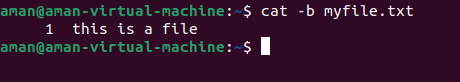 aman@aman-virtual-machine:~$ cat -b myfile.txt
     1  this is a file
aman@aman-virtual-machine:~$